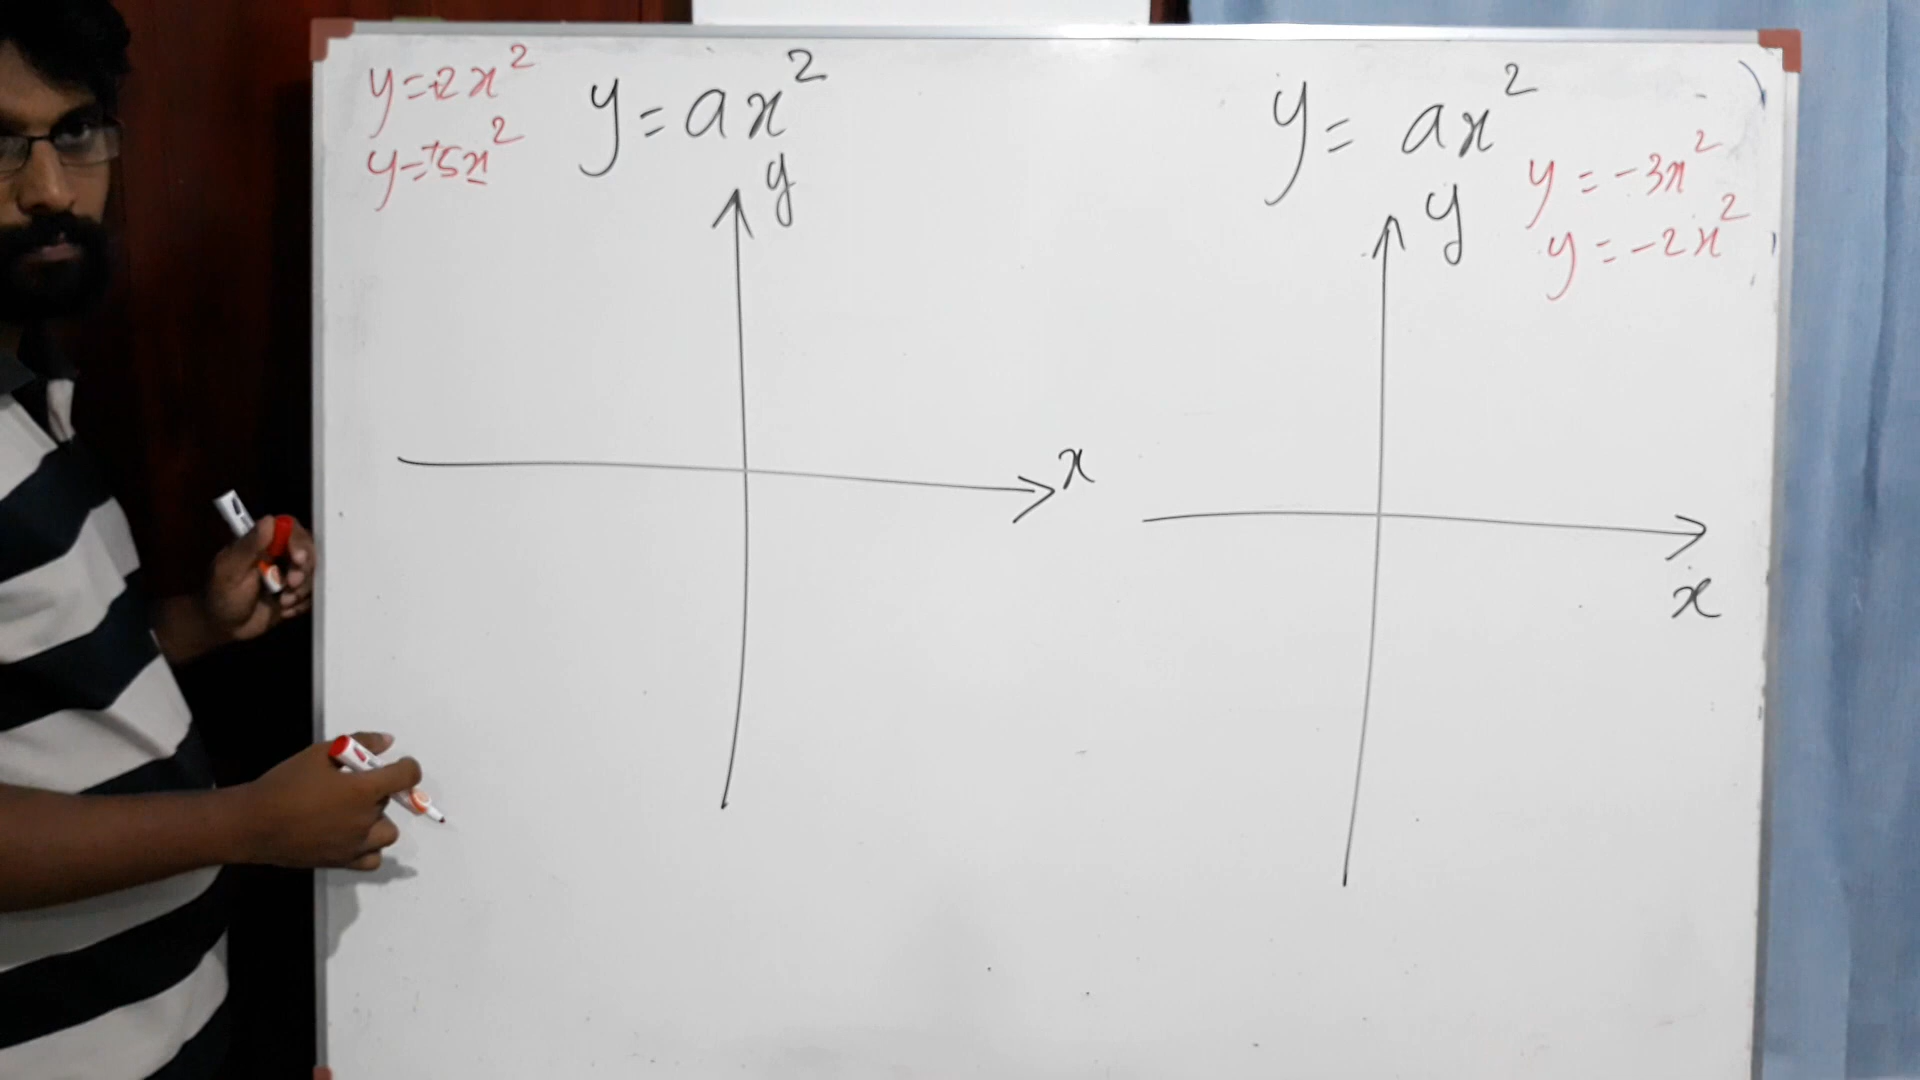 y=2x²
y=+5x²
y=ax²
y
x
y= ax²
y = -3x²
y = -2x²
y
x